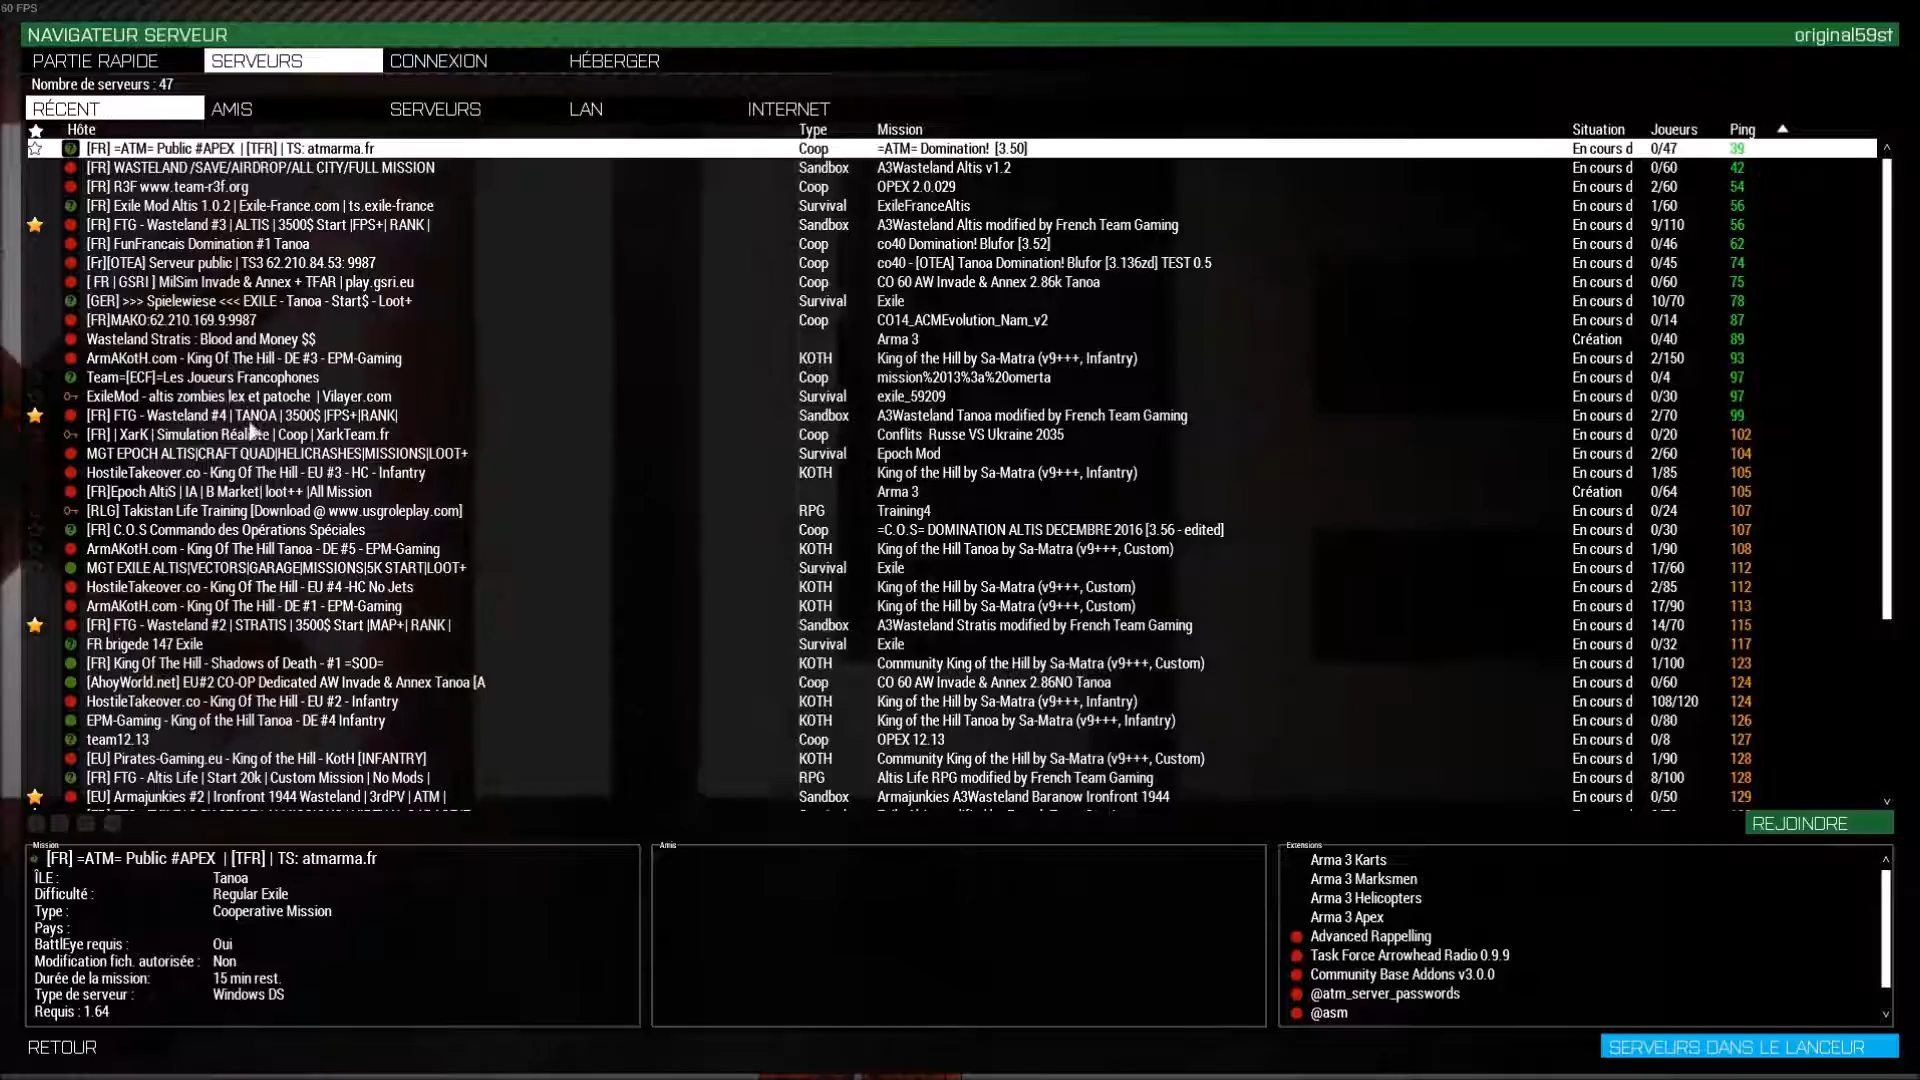 60 FPS
NAVIGATEUR SERVEUR original59st
PARTIE RAPIDE SERVEURS CONNEXION HÉBERGER
Nombre de serveurs : 47
RÉCENT AMIS SERVEURS LAN INTERNET
Hôte Type Mission Situation Joueurs Ping
[FR] =ATM= Public #APEX | [TFR] | TS: atmarma.fr Coop =ATM= Domination! [3.50] En cours d 0/47 39
[FR] WASTELAND /SAVE/AIRDROP/ALL CITY/FULL MISSION Sandbox A3Wasteland Altis v1.2 En cours d 0/60 42
[FR] R3F www.team-r3f.org Coop OPEX 2.0.029 En cours d 2/60 54
[FR] Exile Mod Altis 1.0.2 | Exile-France.com | ts.exile-france Survival ExileFranceAltis En cours d 1/60 56
[FR] FTG - Wasteland #3 | ALTIS | 3500$ Start |FPS+| RANK | Sandbox A3Wasteland Altis modified by French Team Gaming En cours d 9/110 56
[FR] FunFrancais Domination #1 Tanoa Coop co40 Domination! Blufor [3.52] En cours d 0/46 62
[Fr][OTEA] Serveur public | TS3 62.210.84.53: 9987 Coop co40 - [OTEA] Tanoa Domination! Blufor [3.136zd] TEST 0.5 En cours d 0/45 74
[ FR | GSRI ] MilSim Invade & Annex + TFAR | play.gsri.eu Coop CO 60 AW Invade & Annex 2.86k Tanoa En cours d 0/60 75
[GER] >>> Spielewiese <<< EXILE - Tanoa - Start$ - Loot+ Survival Exile En cours d 10/70 78
[FR]MAKO:62.210.169.9:9987 Coop CO14_ACMEvolution_Nam_v2 En cours d 0/14 87
Wasteland Stratis : Blood and Money $$ Arma 3 Création 0/40 89
ArmAKotH.com - King Of The Hill - DE #3 - EPM-Gaming KOTH King of the Hill by Sa-Matra (v9+++, Infantry) En cours d 2/150 93
Team=[ECF]=Les Joueurs Francophones Coop mission%2013%3a%20omerta En cours d 0/4 97
ExileMod - altis zombies lex et patoche | Vilayer.com Survival exile_59209 En cours d 0/30 97
[FR] FTG - Wasteland #4 | TANOA | 3500$ |FPS+|RANK| Sandbox A3Wasteland Tanoa modified by French Team Gaming En cours d 2/70 99
[FR] | XarK | Simulation Réaliste | Coop | XarkTeam.fr Coop Conflits Russe VS Ukraine 2035 En cours d 0/20 102
MGT EPOCH ALTIS|CRAFT QUAD|HELICRASHES|MISSIONS|LOOT+ Survival Epoch Mod En cours d 2/60 104
HostileTakeover.co - King Of The Hill - EU #3 - HC - Infantry KOTH King of the Hill by Sa-Matra (v9+++, Infantry) En cours d 1/85 105
[FR]Epoch AltiS | IA | B Market| loot++ |All Mission Arma 3 Création 0/64 105
[RLG] Takistan Life Training [Download @ www.usgroleplay.com] RPG Training4 En cours d 0/24 107
[FR] C.O.S Commando des Opérations Spéciales Coop =C.O.S= DOMINATION ALTIS DECEMBRE 2016 [3.56 - edited] En cours d 0/30 107
ArmAKotH.com - King Of The Hill Tanoa - DE #5 - EPM-Gaming KOTH King of the Hill Tanoa by Sa-Matra (v9+++, Custom) En cours d 1/90 108
MGT EXILE ALTIS|VECTORS|GARAGE|MISSIONS|5K START|LOOT+ Survival Exile En cours d 17/60 112
HostileTakeover.co - King Of The Hill - EU #4 -HC No Jets KOTH King of the Hill by Sa-Matra (v9+++, Custom) En cours d 2/85 112
ArmAKotH.com - King Of The Hill - DE #1 - EPM-Gaming KOTH King of the Hill by Sa-Matra (v9+++, Custom) En cours d 17/90 113
[FR] FTG - Wasteland #2 | STRATIS | 3500$ Start |MAP+| RANK | Sandbox A3Wasteland Stratis modified by French Team Gaming En cours d 14/70 115
FR brigede 147 Exile Survival Exile En cours d 0/32 117
[FR] King Of The Hill - Shadows of Death - #1 =SOD= KOTH Community King of the Hill by Sa-Matra (v9+++, Custom) En cours d 1/100 123
[AhoyWorld.net] EU#2 CO-OP Dedicated AW Invade & Annex Tanoa [A Coop CO 60 AW Invade & Annex 2.86NO Tanoa En cours d 0/60 124
HostileTakeover.co - King Of The Hill - EU #2 - Infantry KOTH King of the Hill by Sa-Matra (v9+++, Infantry) En cours d 108/120 124
EPM-Gaming - King of the Hill Tanoa - DE #4 Infantry KOTH King of the Hill Tanoa by Sa-Matra (v9+++, Infantry) En cours d 0/80 126
team12.13 Coop OPEX 12.13 En cours d 0/8 127
[EU] Pirates-Gaming.eu - King of the Hill - KotH [INFANTRY] KOTH Community King of the Hill by Sa-Matra (v9+++, Custom) En cours d 1/90 128
[FR] FTG - Altis Life | Start 20k | Custom Mission | No Mods | RPG Altis Life RPG modified by French Team Gaming En cours d 8/100 128
[EU] Armajunkies #2 | Ironfront 1944 Wasteland | 3rdPV | ATM | Sandbox Armajunkies A3Wasteland Baranow Ironfront 1944 En cours d 0/50 129
REJOINDRE
Mission Amis Extensions
[FR] =ATM= Public #APEX | [TFR] | TS: atmarma.fr
ÎLE : Tanoa
Difficulté : Regular Exile
Type : Cooperative Mission
Pays :
BattlEye requis : Oui
Modification fich. autorisée : Non
Durée de la mission: 15 min rest.
Type de serveur : Windows DS
Requis : 1.64
Arma 3 Karts
Arma 3 Marksmen
Arma 3 Helicopters
Arma 3 Apex
Advanced Rappelling
Task Force Arrowhead Radio 0.9.9
Community Base Addons v3.0.0
@atm_server_passwords
@asm
RETOUR SERVEURS DANS LE LANCEUR